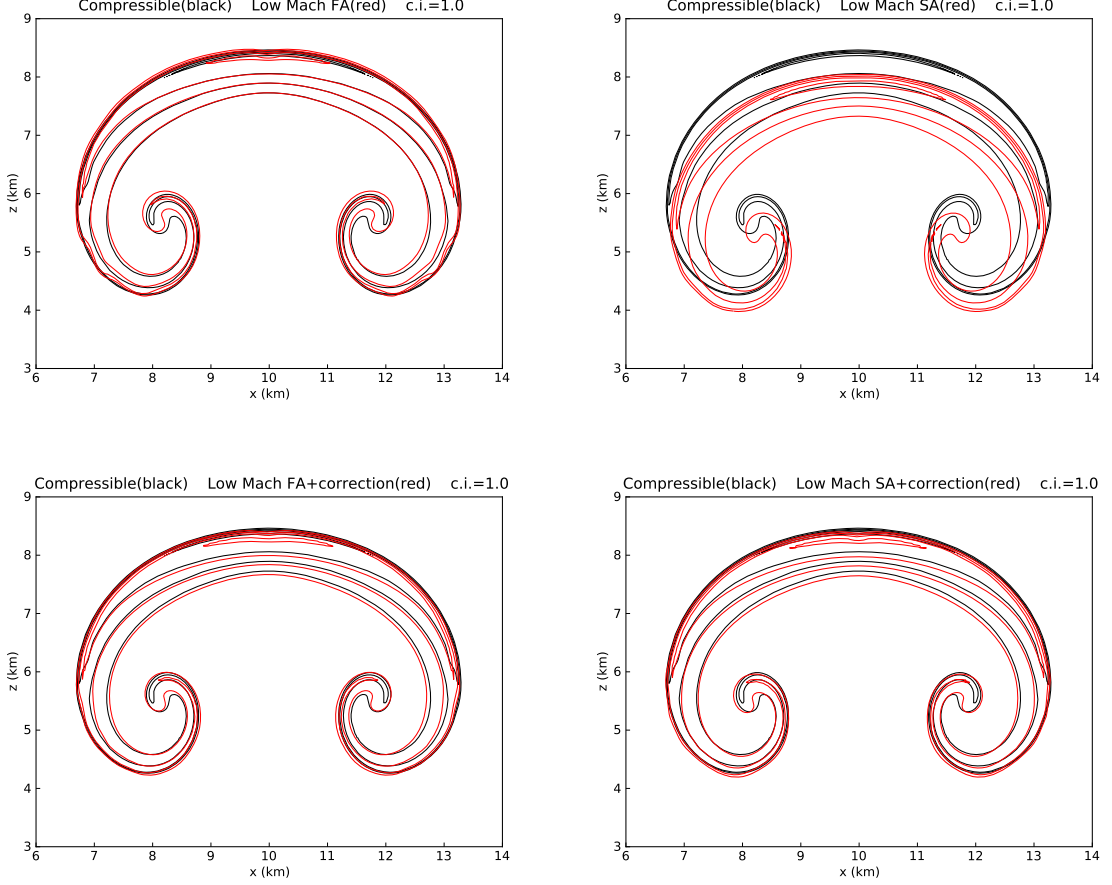 Compressible(black) Low Mach FA(red) c.i.=1.0
9
8
7
6
5
4
3
z (km)
6 7 8 9 10 11 12 13 14
x (km)
Compressible(black) Low Mach SA(red) c.i.=1.0
9
8
7
6
5
4
3
z (km)
6 7 8 9 10 11 12 13 14
x (km)
Compressible(black) Low Mach FA+correction(red) c.i.=1.0
9
8
7
6
5
4
3
z (km)
6 7 8 9 10 11 12 13 14
x (km)
Compressible(black) Low Mach SA+correction(red) c.i.=1.0
9
8
7
6
5
4
3
z (km)
6 7 8 9 10 11 12 13 14
x (km)